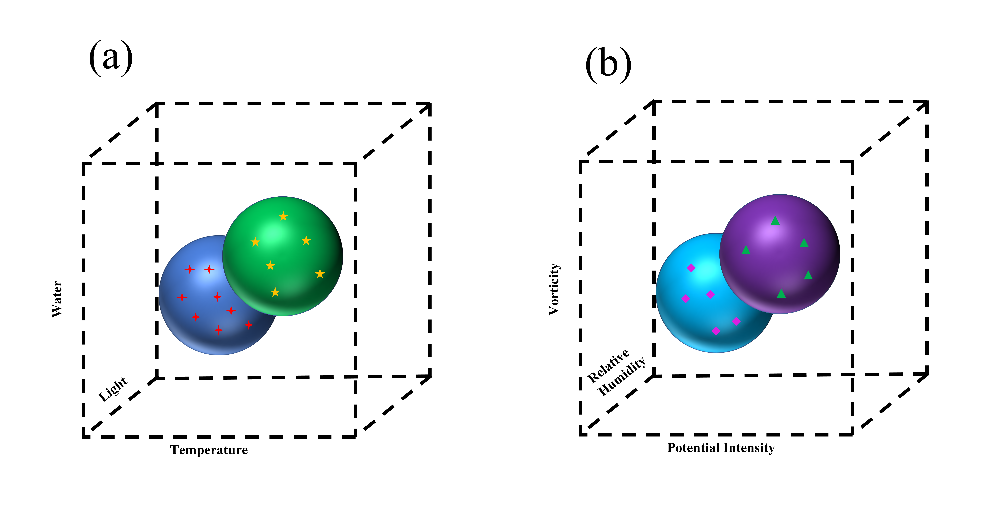 (a)
Water
Light
Temperature
(b)
Vorticity
Relative
Humidity
Potential Intensity